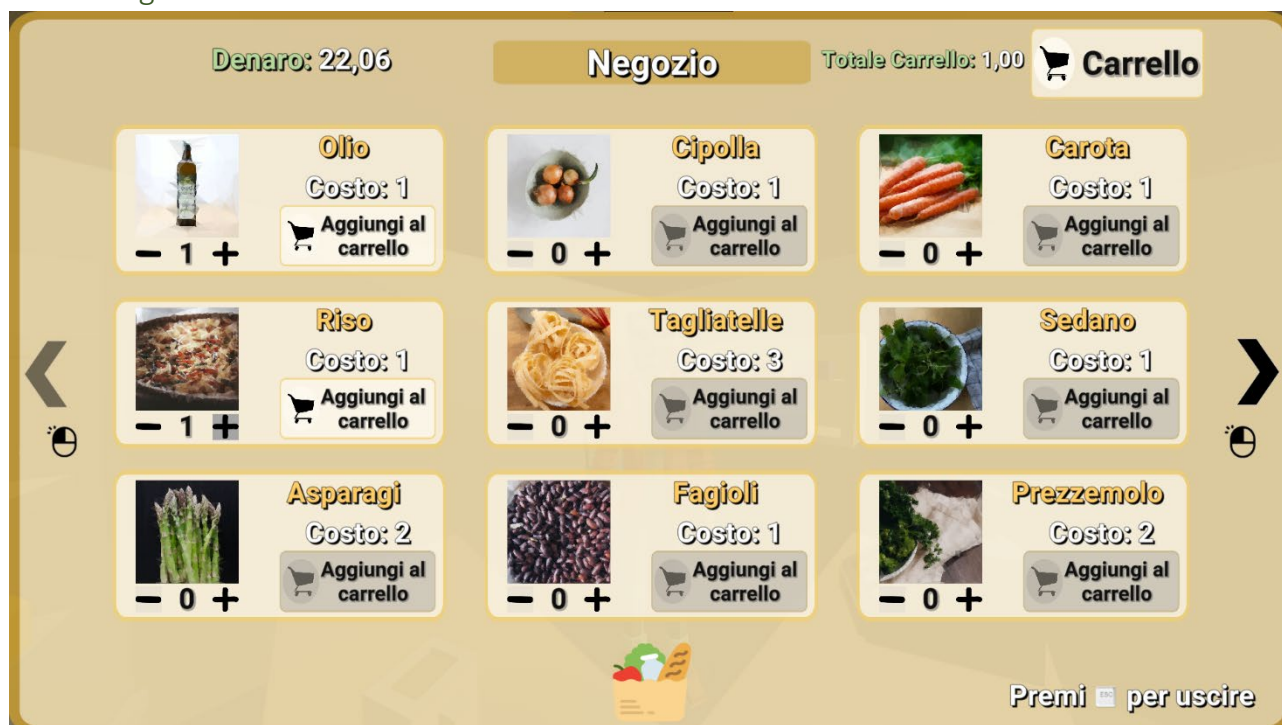 Denaro: 22,06
Negozio
Totale Carrello: 1,00
Carrello
Olio
Costo: 1
Aggiungi al
carrello
1
Cipolla
Costo: 1
Aggiungi al
carrello
0
Carota
Costo: 1
Aggiungi al
carrello
0
Riso
Costo: 1
Aggiungi al
carrello
1
Tagliatelle
Costo: 3
Aggiungi al
carrello
0
Sedano
Costo: 1
Aggiungi al
carrello
0
Asparagi
Costo: 2
Aggiungi al
carrello
0
Fagioli
Costo: 1
Aggiungi al
carrello
0
Prezzemolo
Costo: 2
Aggiungi al
carrello
0
Premi ESC per uscire